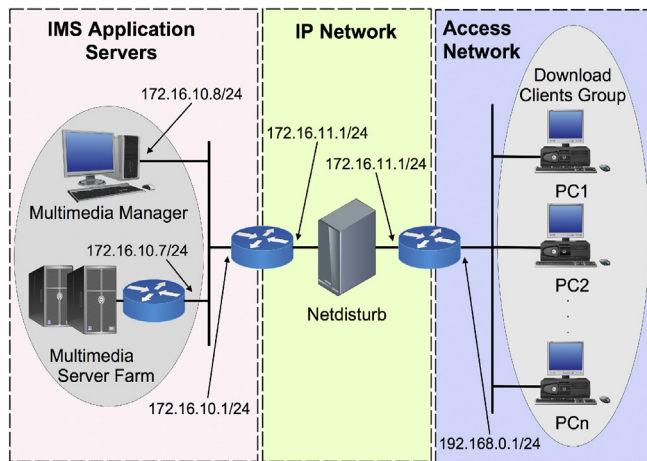 IMS Application
Servers
IP Network
Access
Network
172.16.10.8/24
Download
Clients Group
172.16.11.1/24
172.16.11.1/24
PC1
Multimedia Manager
172.16.10.7/24
PC2
Netdisturb
Multimedia
Server Farm
172.16.10.1/24
192.168.0.1/24
PCn